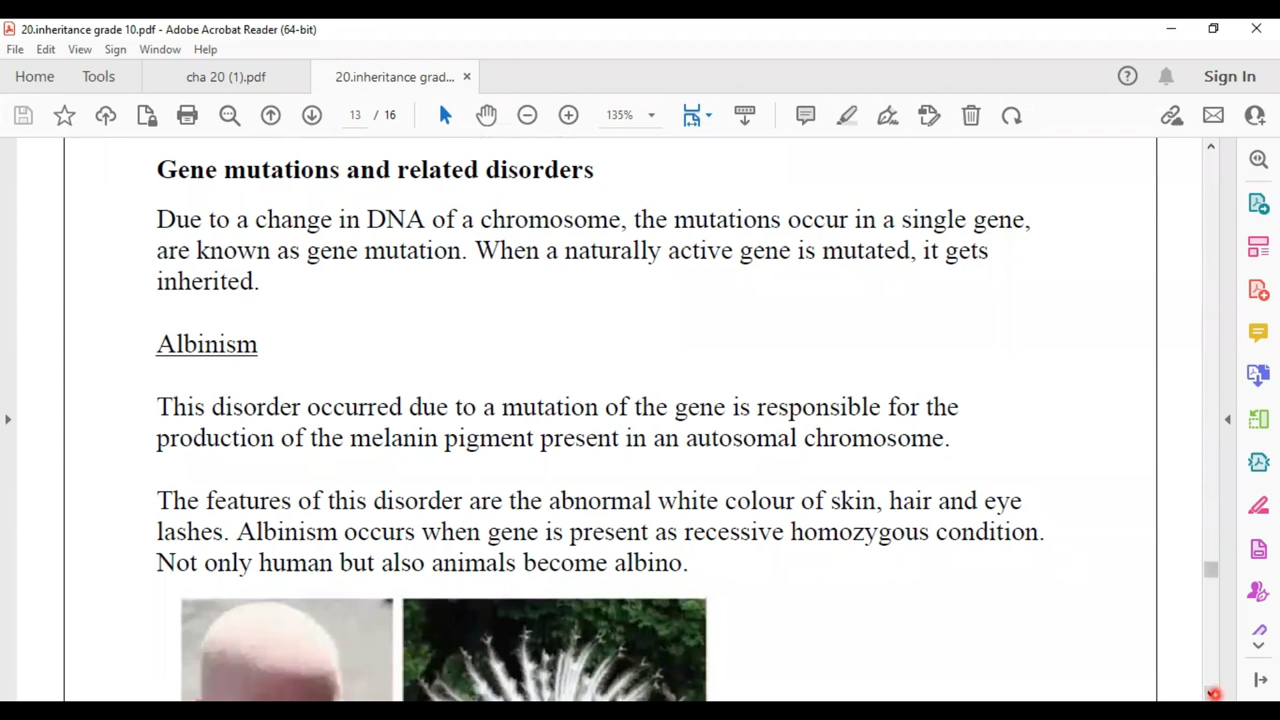 20.inheritance grade 10.pdf - Adobe Acrobat Reader (64-bit)
File Edit View Sign Window Help
Home Tools cha 20 (1).pdf 20.inheritance grad... × Sign In
13 / 16 135%
Gene mutations and related disorders
Due to a change in DNA of a chromosome, the mutations occur in a single gene,
are known as gene mutation. When a naturally active gene is mutated, it gets
inherited.
Albinism
This disorder occurred due to a mutation of the gene is responsible for the
production of the melanin pigment present in an autosomal chromosome.
The features of this disorder are the abnormal white colour of skin, hair and eye
lashes. Albinism occurs when gene is present as recessive homozygous condition.
Not only human but also animals become albino.